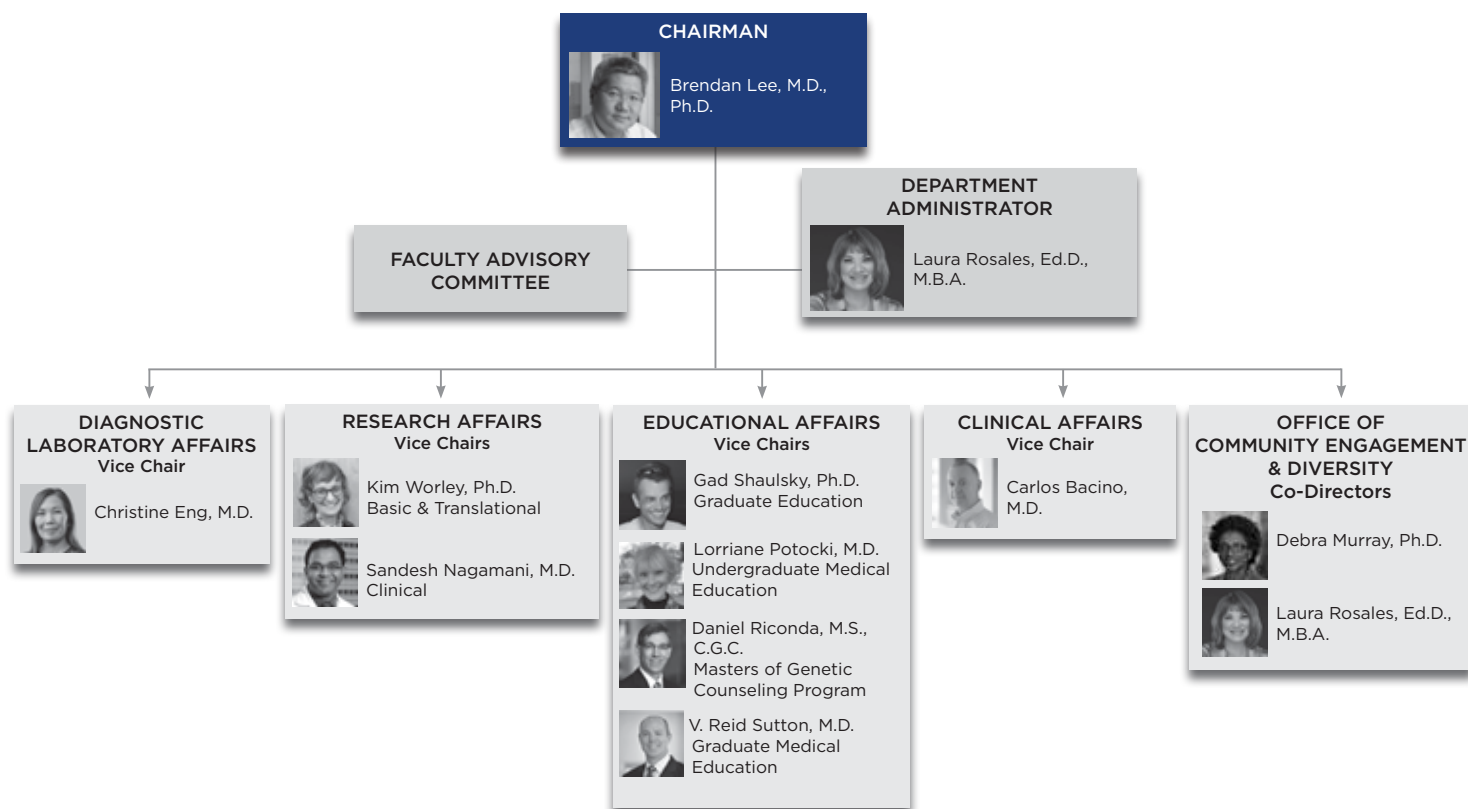 CHAIRMAN
Brendan Lee, M.D.,
Ph.D.
DEPARTMENT
ADMINISTRATOR
Laura Rosales, Ed.D.,
M.B.A.
FACULTY ADVISORY
COMMITTEE
DIAGNOSTIC
LABORATORY AFFAIRS
Vice Chair
Christine Eng, M.D.
RESEARCH AFFAIRS
Vice Chairs
Kim Worley, Ph.D.
Basic & Translational
Sandesh Nagamani, M.D.
Clinical
EDUCATIONAL AFFAIRS
Vice Chairs
Gad Shaulsky, Ph.D.
Graduate Education
Lorriane Potocki, M.D.
Undergraduate Medical
Education
Daniel Riconda, M.S.,
C.G.C.
Masters of Genetic
Counseling Program
V. Reid Sutton, M.D.
Graduate Medical
Education
CLINICAL AFFAIRS
Vice Chair
Carlos Bacino,
M.D.
OFFICE OF
COMMUNITY ENGAGEMENT
& DIVERSITY
Co-Directors
Debra Murray, Ph.D.
Laura Rosales, Ed.D.,
M.B.A.